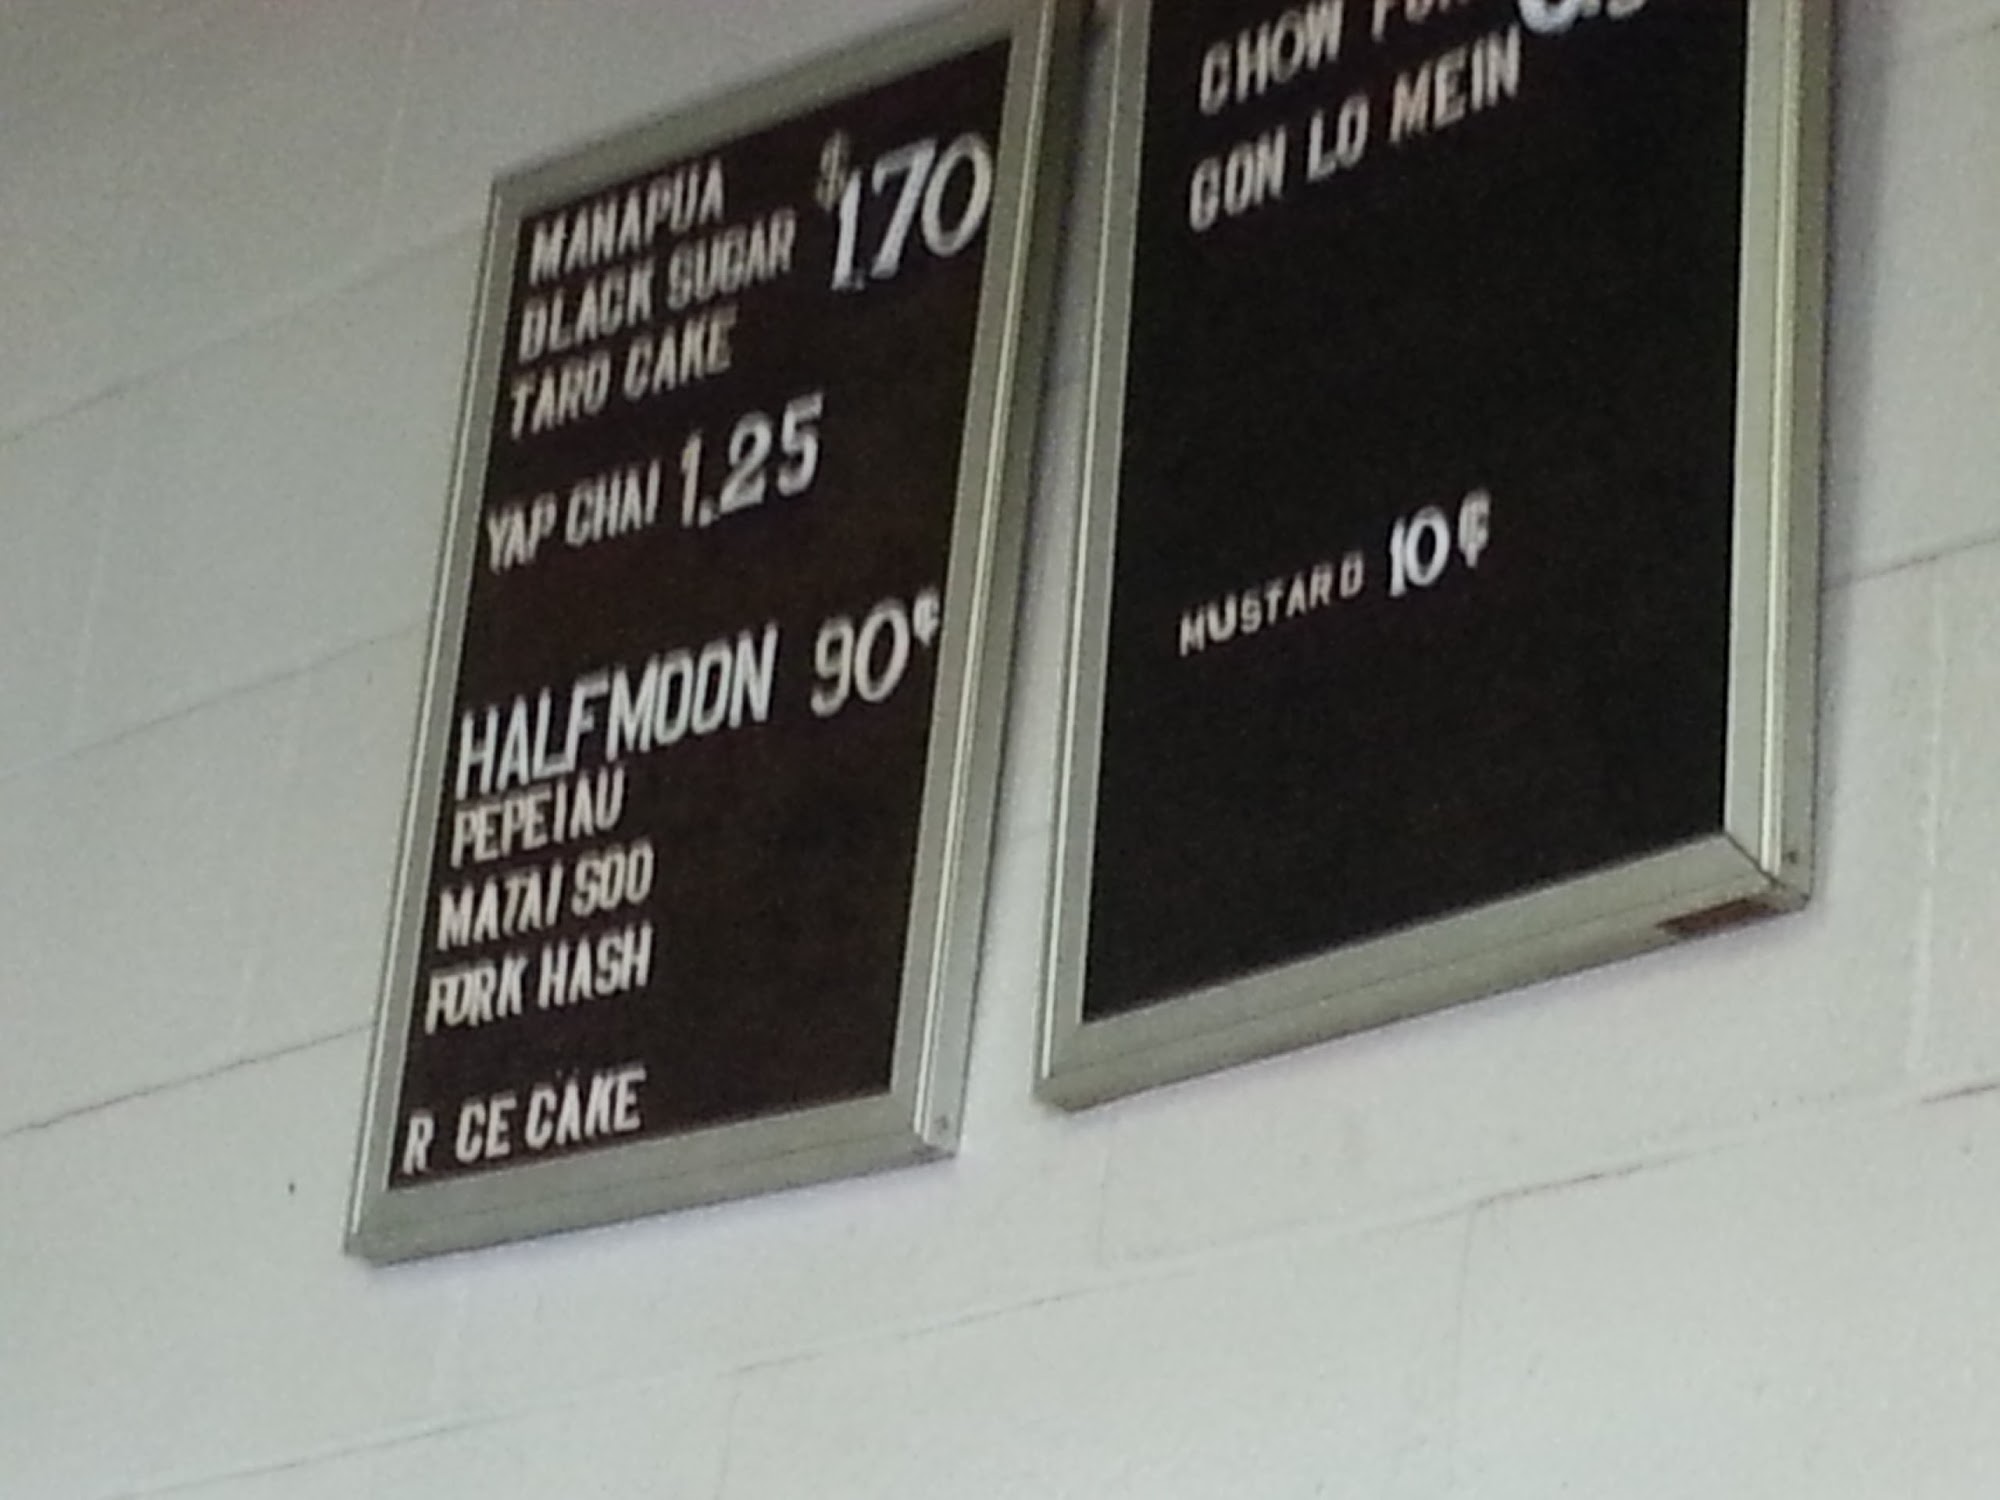 MANAPUA
BLACK SUGAR $1.70
TARO CAKE
YAP CHAI 1.25
HALFMOON 90¢
PEPEIAU
MATAI SOO
FORK HASH
R CE CAKE
CHOW
GON LO MEIN
MUSTARD 10¢